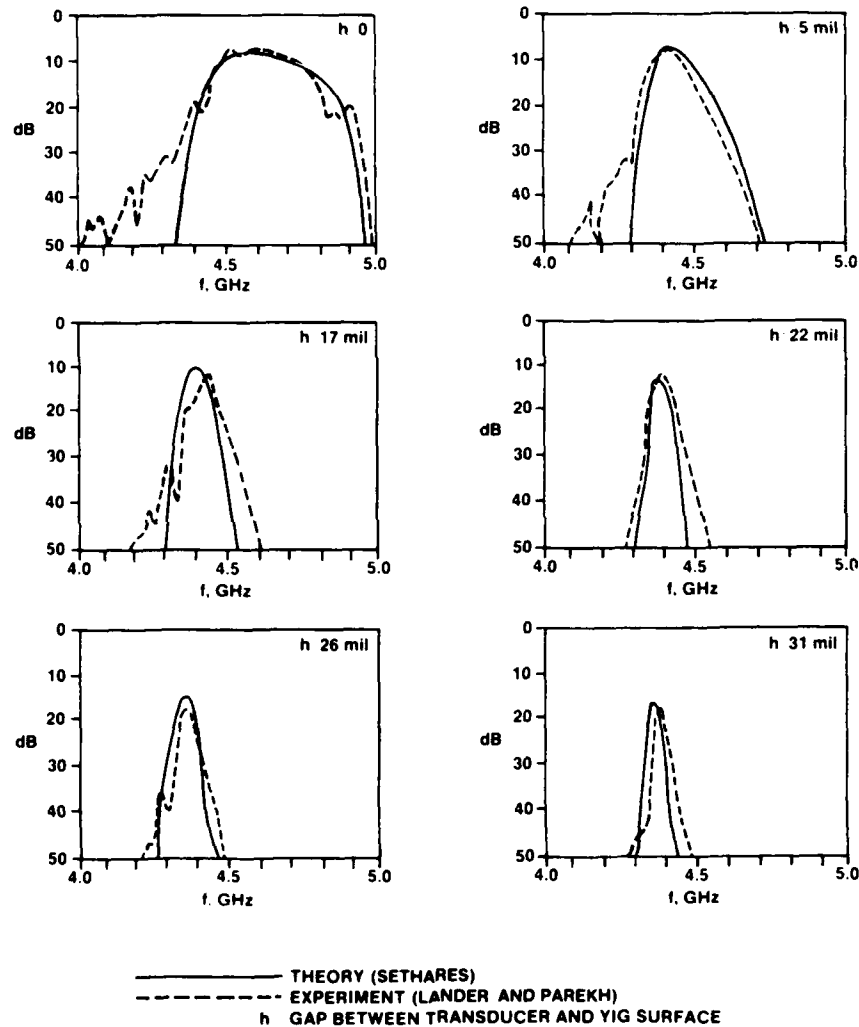 h 0
0
10
20
30
40
50
dB
4.0
4.5
5.0
f, GHz
h 5 mil
0
10
20
30
40
50
dB
4.0
4.5
5.0
f, GHz
h 17 mil
0
10
20
30
40
50
dB
4.0
4.5
5.0
f, GHz
h 22 mil
0
10
20
30
40
50
dB
4.0
4.5
5.0
f, GHz
h 26 mil
0
10
20
30
40
50
dB
4.0
4.5
5.0
f. GHz
h 31 mil
0
10
20
30
40
50
dB
4.0
4.5
5.0
f, GHz
THEORY (SETHARES)
EXPERIMENT (LANDER AND PAREKH)
h GAP BETWEEN TRANSDUCER AND YIG SURFACE